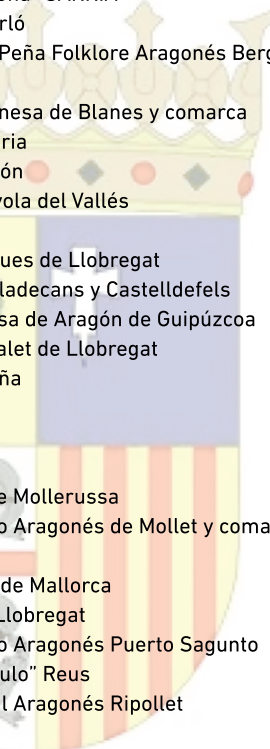 rló
Peña Folklore Aragonés Berg
nesa de Blanes y comarca
ria
ón
yola del Vallés
ues de Llobregat
ladecans y Castelldefels
sa de Aragón de Guipúzcoa
alet de Llobregat
ña
e Mollerussa
o Aragonés de Mollet y coma
de Mallorca
Llobregat
o Aragonés Puerto Sagunto
ulo” Reus
l Aragonés Ripollet